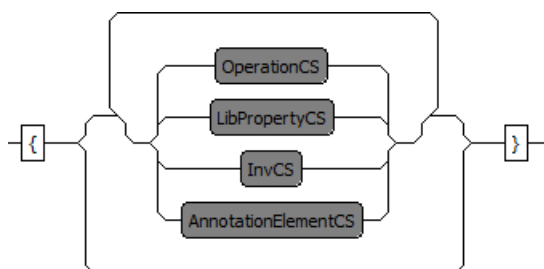 OperationCS
LibPropertyCS
{
}
InvCS
AnnotationElementCS